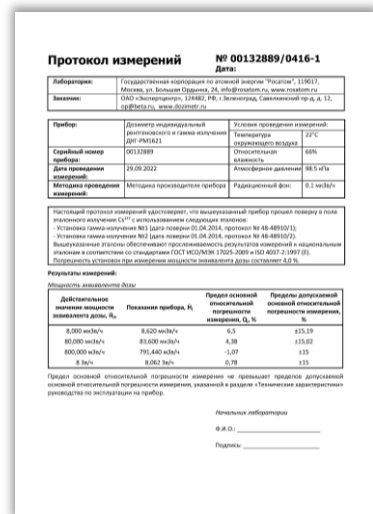 Протокол измерений № 00132889/0416-1
Дата:
Лаборатория: Государственная корпорация по атомной энергии "Росатом", 119017,
Москва, ул. Большая Ордынка, 24, info@rosatom.ru, www.rosatom.ru
Заказчик: ОАО «Экспертцентр», 124482, РФ, г.Зеленоград, Савелкинский пр-д, д. 12,
op@beta.ru, www.dozimetr.ru
Прибор: Дозиметр индивидуальный Условия проведения измерений:
рентгеновского и гамма-излучения
ДКГ-РМ1621
Температура 22°С
окружающего воздуха
Серийный номер 00132889 Относительная 66%
прибора: влажность
Дата проведения 29.09.2022 Атмосферное давление 98.5 кПа
измерений:
Методика проведения Методика производителя прибора Радиационный фон: 0.1 мкЗв/ч
измерений:
Настоящий протокол измерений удостоверяет, что вышеуказанный прибор прошел поверку в поле
эталонного излучения Cs¹³⁷ с использованием следующих эталонов:
- Установка гамма-излучения №1 (дата поверки 01.04.2014, протокол № 48-48910/1);
- Установка гамма-излучения №2 (дата поверки 01.04.2014, протокол № 48-48910/2).
Вышеуказанные эталоны обеспечивают прослеживаемость результатов измерений к национальным
эталонам в соответствии со стандартами ГОСТ ИСО/МЭК 17025-2009 и ISO 4037-2:1997 (E).
Погрешность установок при измерении мощности эквивалента дозы составляет 4,0 %.
Результаты измерений:
Мощность эквивалента дозы
Действительное Показания прибора, Предел основной Пределы допускаемой
значение мощности относительной основной относительной
эквивалента дозы, погрешности погрешности измерения,
измерения, %
8,000 мкЗв/ч 8,620 мкЗв/ч 6,5 ±15,19
80,000 мкЗв/ч 83,600 мкЗв/ч 4,38 ±15,02
800,000 мкЗв/ч 791,440 мкЗв/ч -1,07 ±15
8 Зв/ч 8,062 Зв/ч 0,78 ±15
Предел основной относительной погрешности измерения не превышает пределов допускаемой
основной относительной погрешности измерения, указанной в разделе «Технические характеристики»
руководства по эксплуатации на прибор.
Начальник лаборатории
Ф.И.О.:
Подпись: